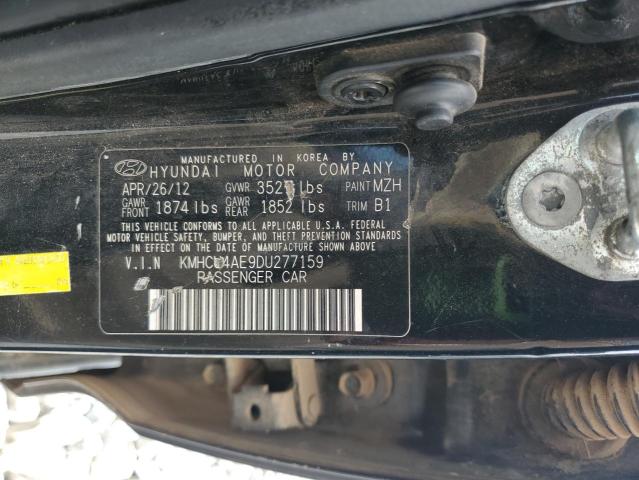 MANUFACTURED IN KOREA BY
HYUNDAI MOTOR COMPANY
APR/26/12 GVWR lbs PAINT MZH
GAWR FRONT 1874 lbs GAWR REAR 1852 lbs TRIM B1
THIS VEHICLE CONFORMS TO ALL APPLICABLE U.S.A. FEDERAL
MOTOR VEHICLE SAFETY, BUMPER, AND THEFT PREVENTION STANDARDS
IN EFFECT ON THE DATE OF MANUFACTURE SHOWN ABOVE.
V.I.N
PASSENGER CAR